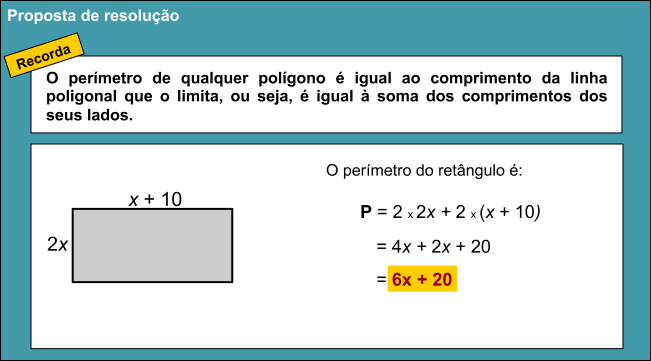 Proposta de resolução
Recorda
O perímetro de qualquer polígono é igual ao comprimento da linha
poligonal que o limita, ou seja, é igual à soma dos comprimentos dos
seus lados.
O perímetro do retângulo é:
x + 10
2x
P = 2 x 2x + 2 x (x + 10)
= 4x + 2x + 20
= 6x + 20